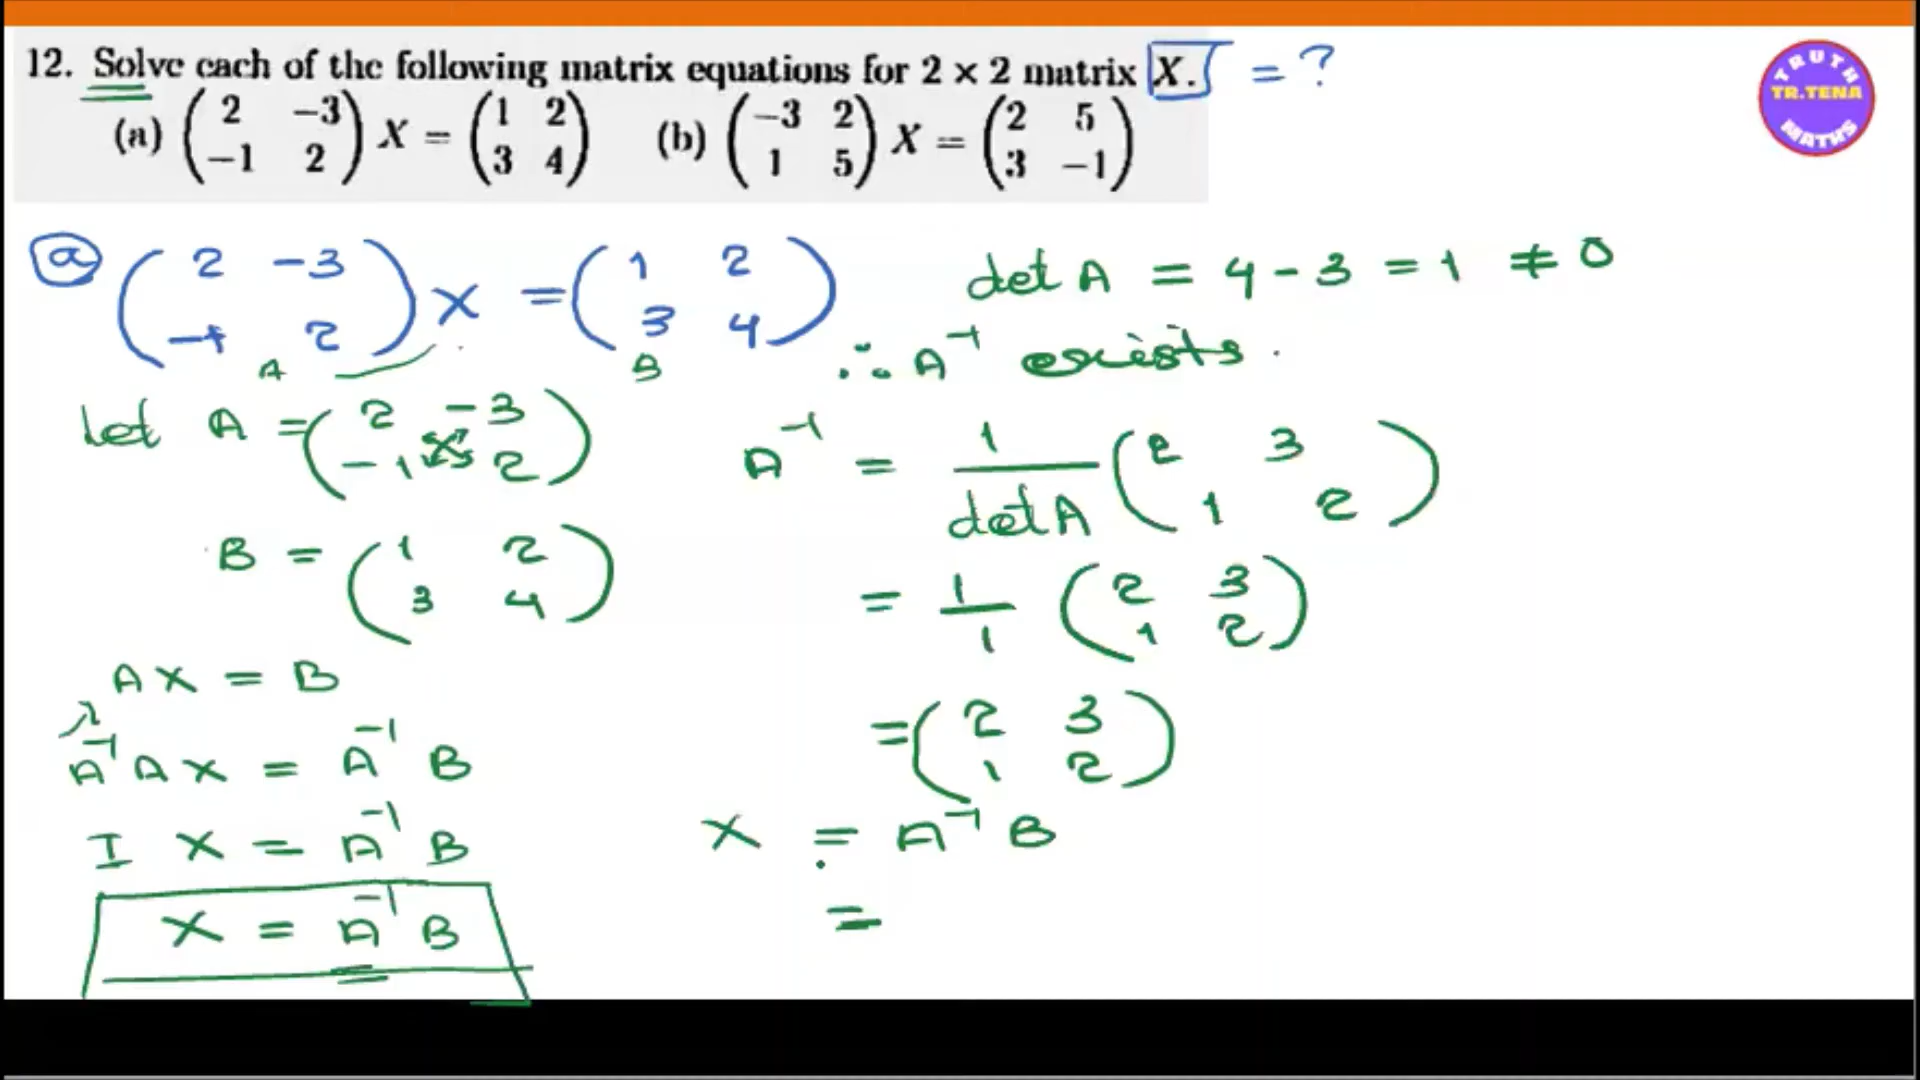 12. Solve each of the following matrix equations for 2 × 2 matrix X. = ?
(a) (2 −3 −1 2) X = (1 2 3 4) (b) (−3 2 1 5) X = (2 5 3 −1)
TRUTH
TR.TENA
MATHS
(a) (2 −3 −1 2) X = (1 2 3 4)
A B
let A = (2 −3 −1 2)
B = (1 2 3 4)
AX = B
A⁻¹AX = A⁻¹B
I X = A⁻¹B
X = A⁻¹B
det A = 4 − 3 = 1 ≠ 0
∴ A⁻¹ exists.
A⁻¹ = 1/det A (2 3 1 2)
= 1/1 (2 3 1 2)
= (2 3 1 2)
X = A⁻¹B
=